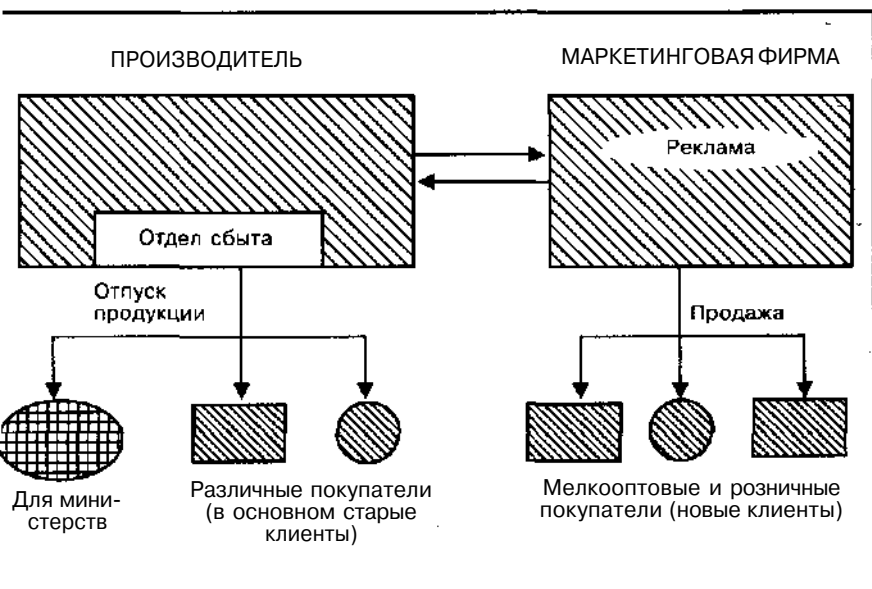 ПРОИЗВОДИТЕЛЬ
МАРКЕТИНГОВАЯ ФИРМА
Реклама
Отдел сбыта
Отпуск
продукции
Продажа
Для мини-
стерств
Различные покупатели
(в основном старые
клиенты)
Мелкооптовые и розничные
покупатели (новые клиенты)